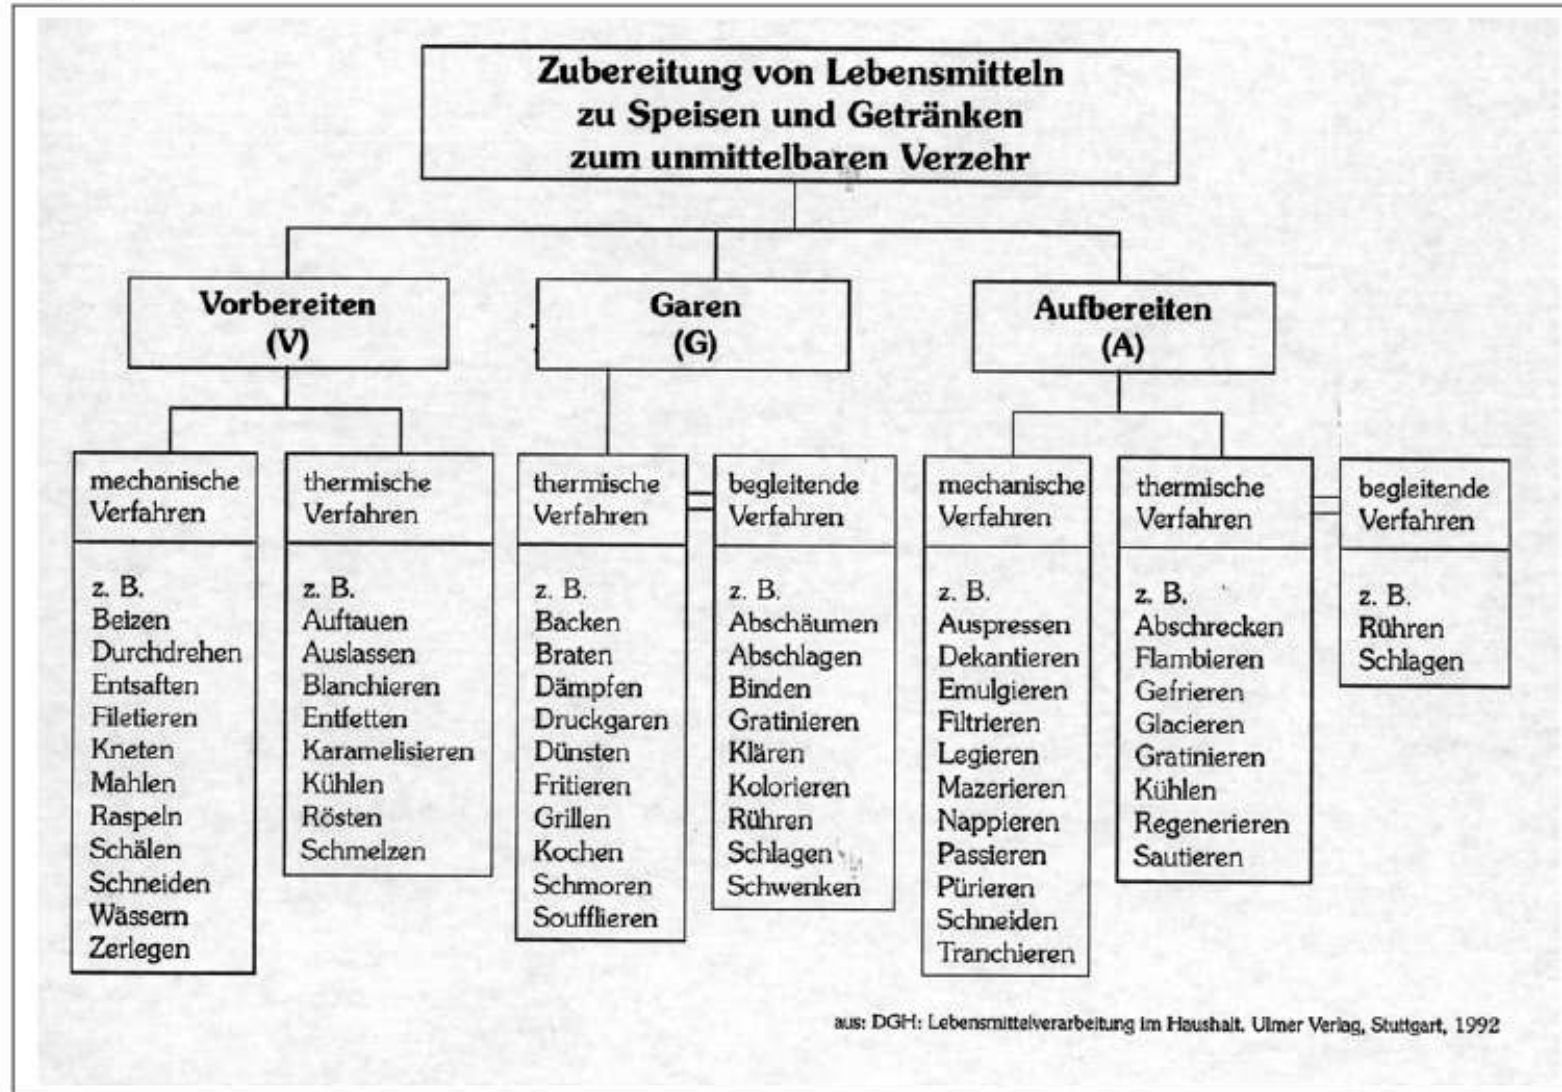 Zubereitung von Lebensmitteln
zu Speisen und Getränken
zum unmittelbaren Verzehr
Vorbereiten
(V)
Garen
(G)
Aufbereiten
(A)
mechanische
Verfahren
z. B.
Beizen
Durchdrehen
Entsaften
Filetieren
Kneten
Mahlen
Raspeln
Schälen
Schneiden
Wässern
Zerlegen
thermische
Verfahren
z. B.
Auftauen
Auslassen
Blanchieren
Entfetten
Karamelisieren
Kühlen
Rösten
Schmelzen
thermische
Verfahren
z. B.
Backen
Braten
Dämpfen
Druckgaren
Dünsten
Fritieren
Grillen
Kochen
Schmoren
Soufflieren
begleitende
Verfahren
z. B.
Abschäumen
Abschlagen
Binden
Gratinieren
Klären
Kolorieren
Rühren
Schlagen
Schwenken
mechanische
Verfahren
z. B.
Auspressen
Dekantieren
Emulgieren
Filtrieren
Legieren
Mazerieren
Nappieren
Passieren
Pürieren
Schneiden
Tranchieren
thermische
Verfahren
z. B.
Abschrecken
Flambieren
Gefrieren
Glacieren
Gratinieren
Kühlen
Regenerieren
Sautieren
begleitende
Verfahren
z. B.
Rühren
Schlagen
aus: DGH: Lebensmittelverarbeitung im Haushalt. Ulmer Verlag, Stuttgart, 1992